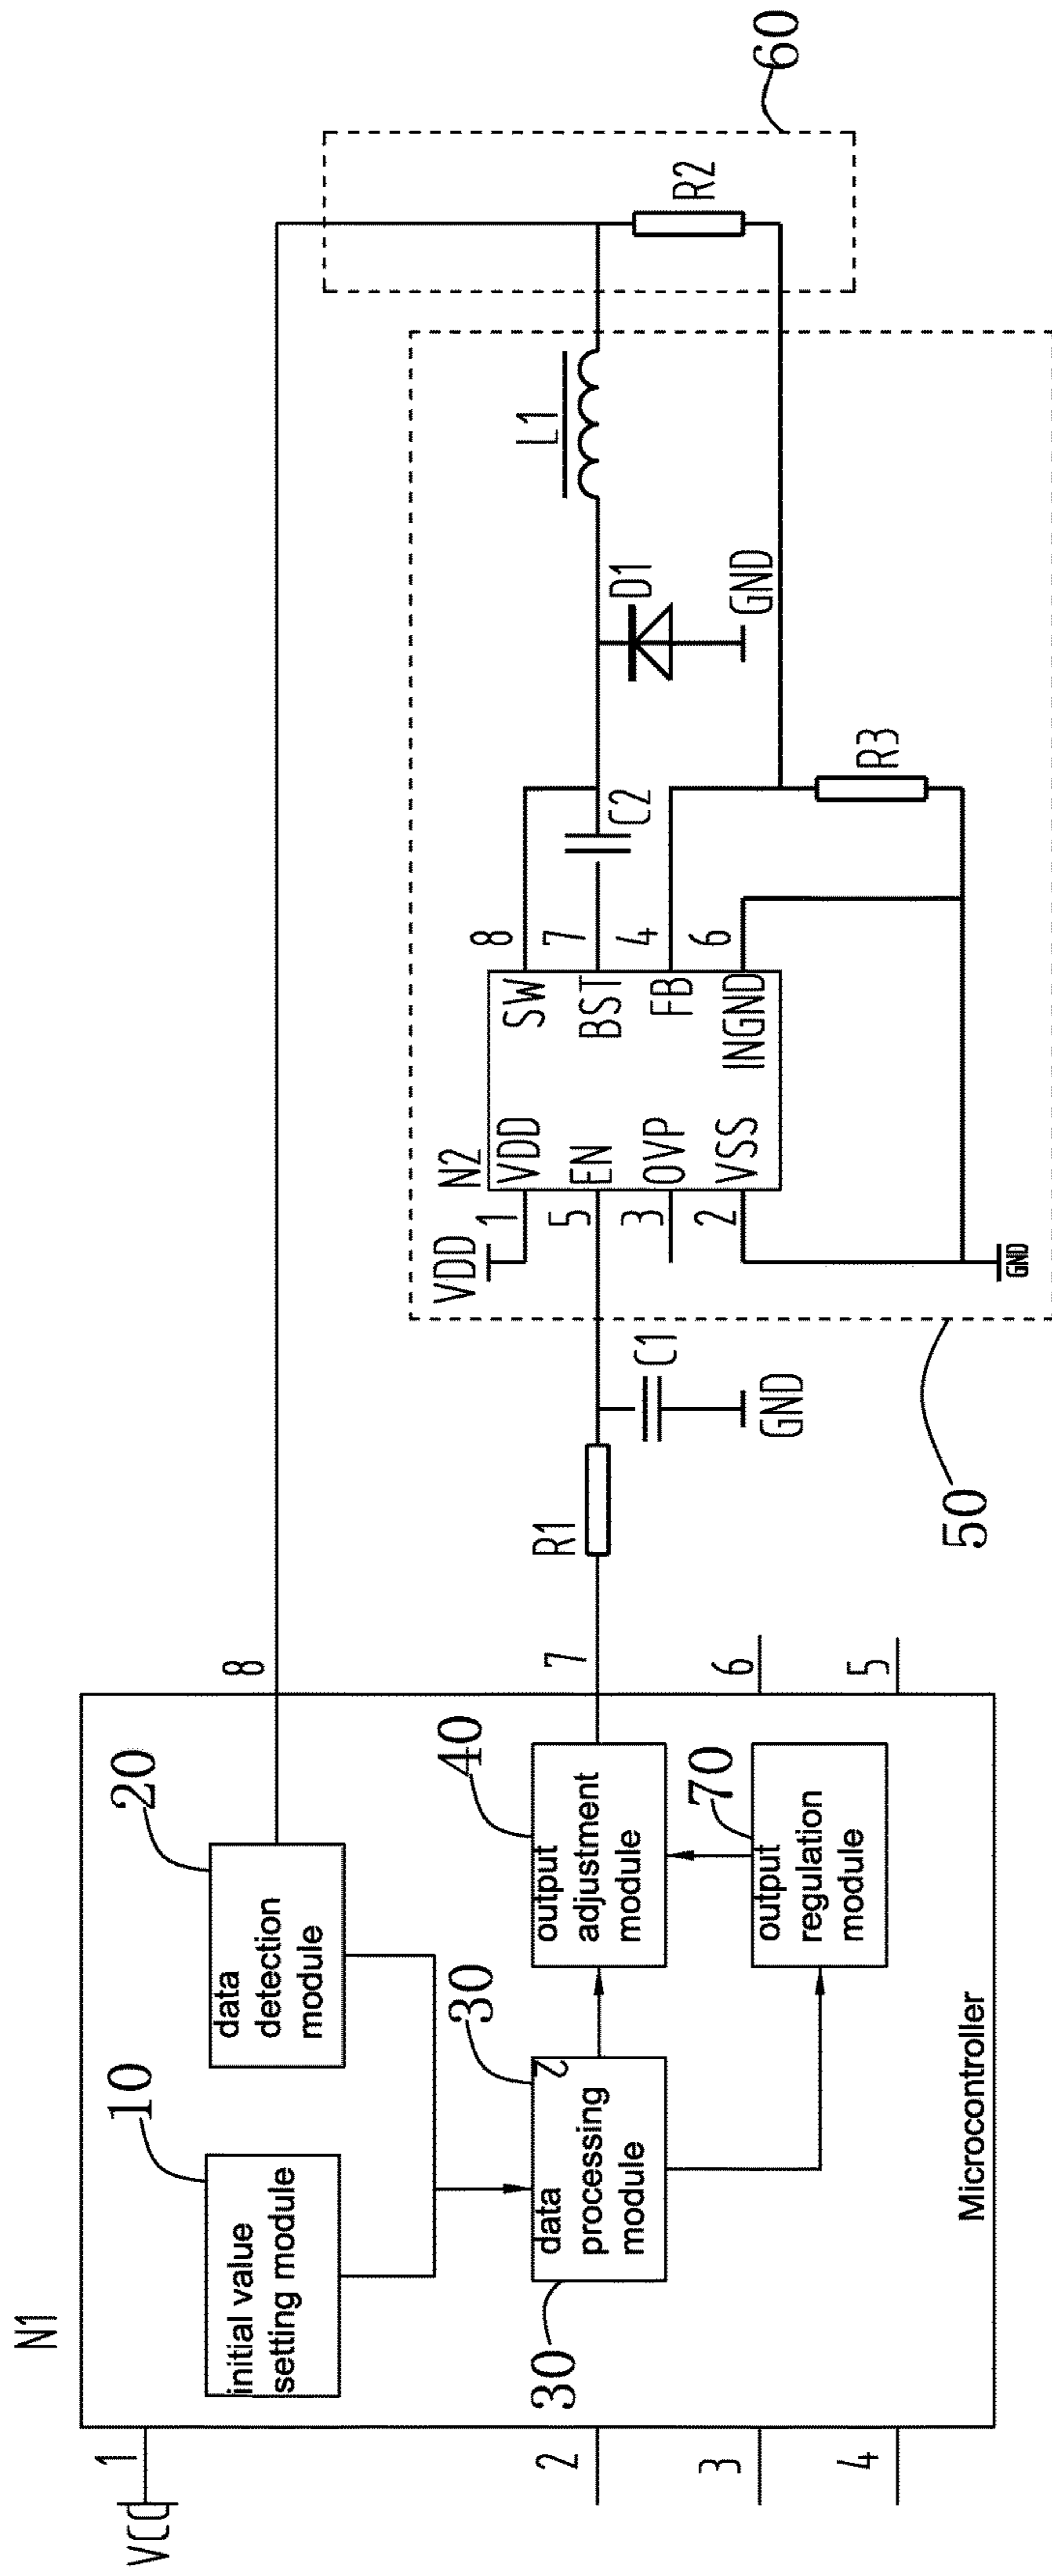 N1
VCC
1
2
3
4
8
7
6
5
10
initial value
setting module
20
data
detection
module
30
data
processing
module
2
30
40
output
adjustment
module
70
output
regulation
module
Microcontroller
R1
C1
GND
50
N2
VDD
1
5
3
2
VDD
EN
OVP
VSS
SW
BST
FB
INGND
8
7
4
6
C2
D1
GND
L1
R3
GND
R2
60